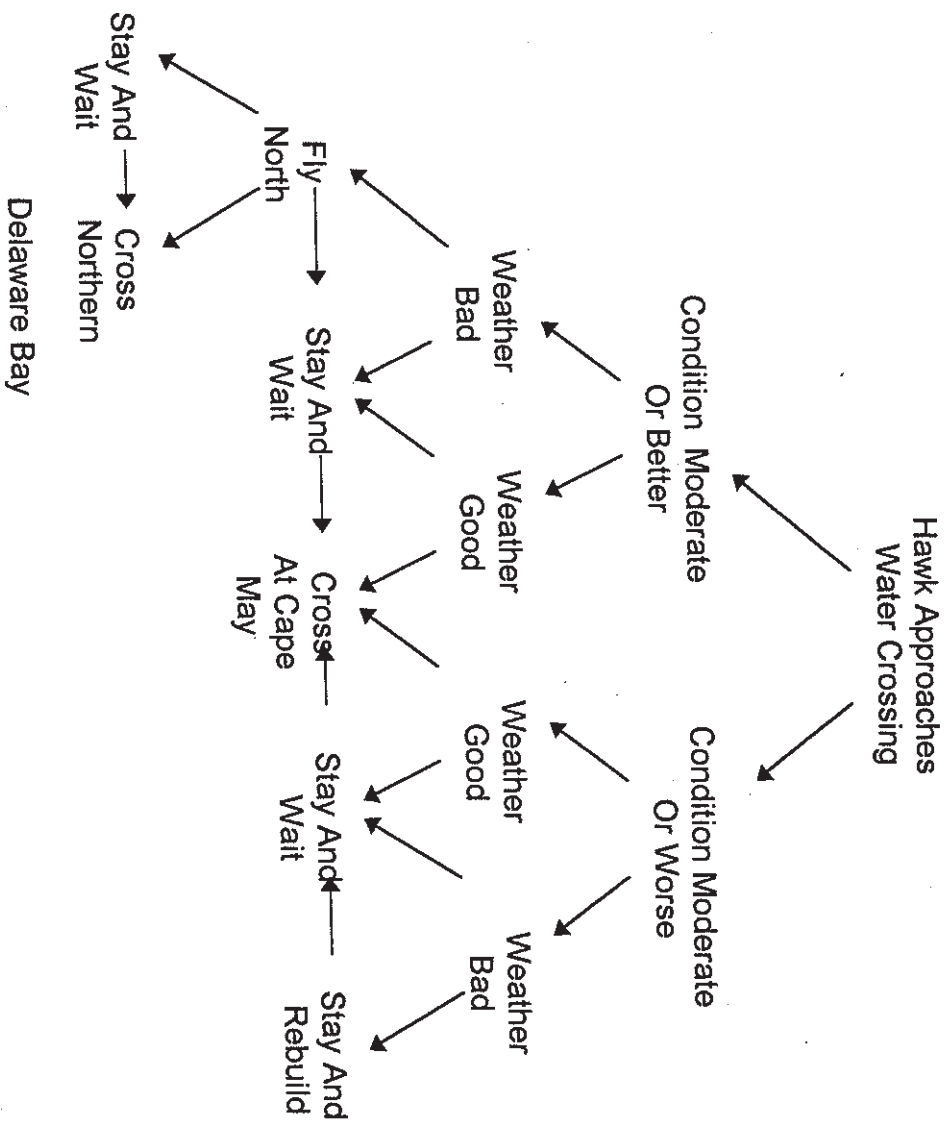 Hawk Approaches
Water Crossing
Condition Moderate
Or Better
Condition Moderate
Or Worse
Weather
Bad
Weather
Good
Weather
Good
Weather
Bad
Fly
North
Stay And
Wait
Cross
At Cape
May
Stay And
Wait
Stay And
Rebuild
Stay And
Wait
Cross
Northern
Delaware Bay